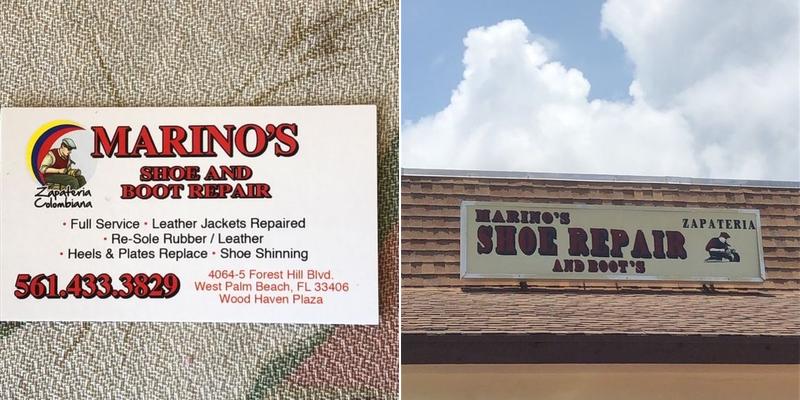 MARINO'S
SHOE AND
BOOT REPAIR
Zapateria
Colombiana
• Full Service • Leather Jackets Repaired
• Re-Sole Rubber / Leather
• Heels & Plates Replace • Shoe Shinning
561.433.3829
4064-5 Forest Hill Blvd.
West Palm Beach, FL 33406
Wood Haven Plaza
MARINO'S
ZAPATERIA
SHOE REPAIR
AND BOOT'S